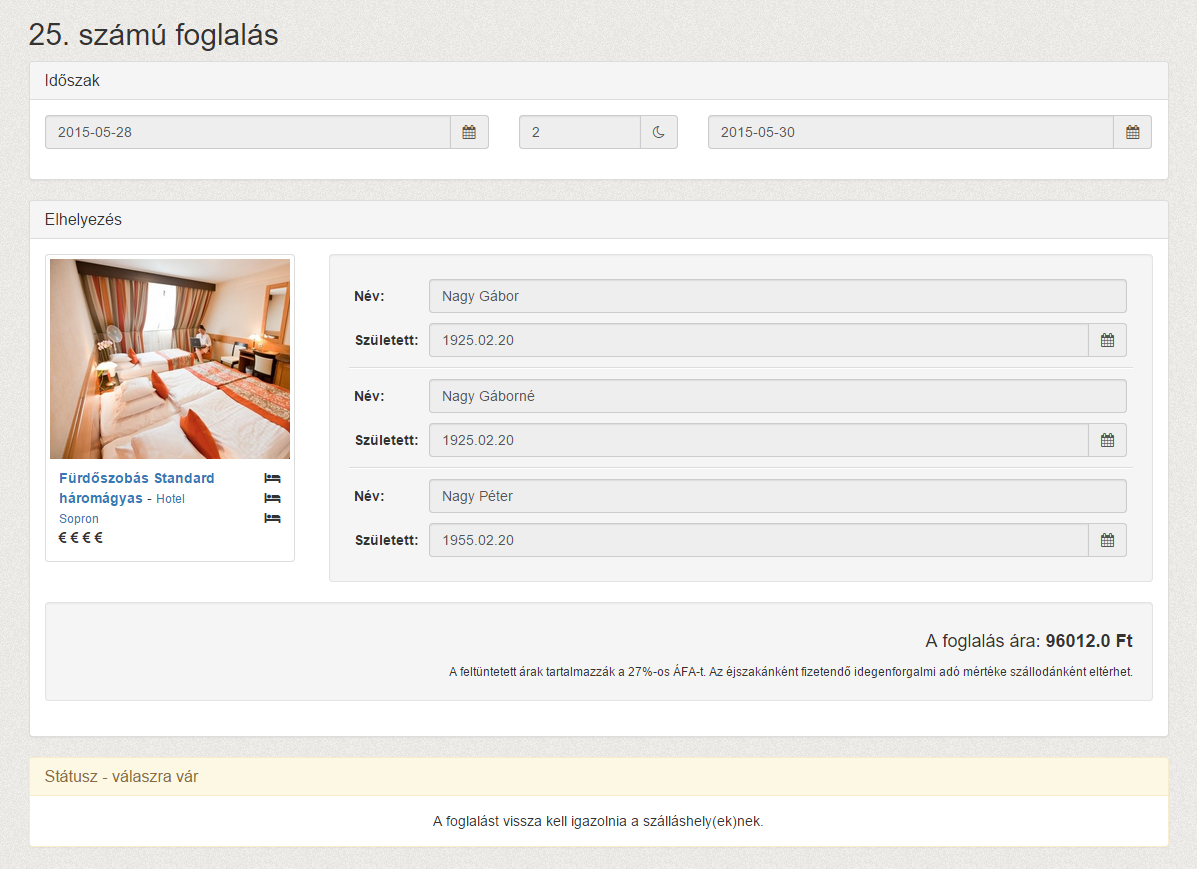 25. számú foglalás
Időszak
2015-05-28 2 2015-05-30
Elhelyezés
Név: Nagy Gábor
Született: 1925.02.20
Név: Nagy Gáborné
Született: 1925.02.20
Név: Nagy Péter
Született: 1955.02.20
Fürdőszobás Standard
háromágyas - Hotel
Sopron
€ € € €
A foglalás ára: 96012.0 Ft
A feltüntetett árak tartalmazzák a 27%-os ÁFA-t. Az éjszakánként fizetendő idegenforgalmi adó mértéke szállodánként eltérhet.
Státusz - válaszra vár
A foglalást vissza kell igazolnia a szálláshely(ek)nek.